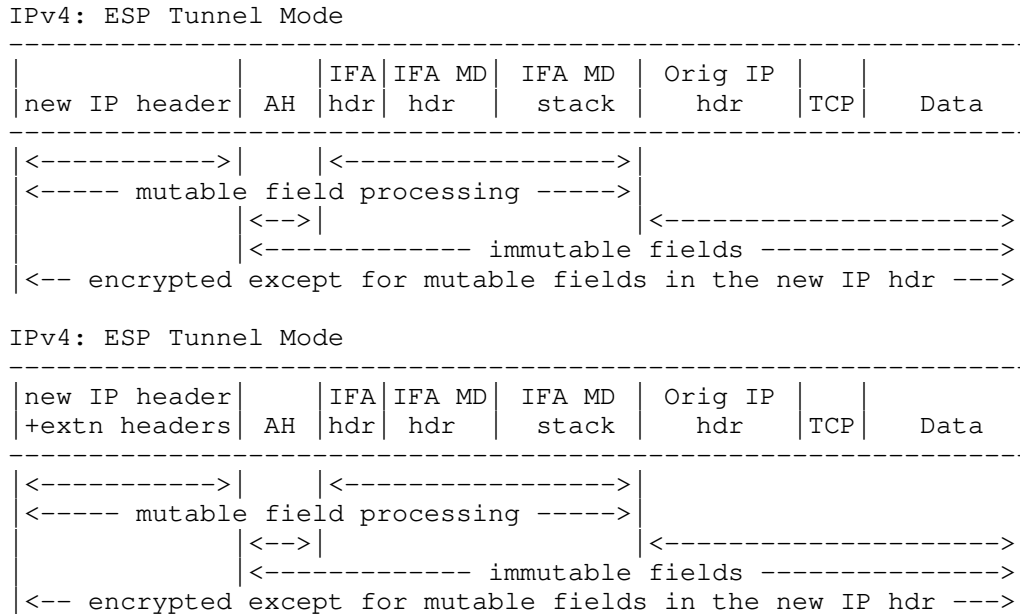 IPv4: ESP Tunnel Mode
---------------------------------------------------------------
|             |    |IFA|IFA MD| IFA MD | Orig IP |   |
|new IP header| AH |hdr| hdr  |  stack |   hdr   |TCP|   Data
---------------------------------------------------------------
|<----------->|    |<----------------->|
|<----- mutable field processing ----->|
|             |<-->|                   |<--------------------->
|             |<------------- immutable fields --------------->
|<-- encrypted except for mutable fields in the new IP hdr --->
IPv4: ESP Tunnel Mode
---------------------------------------------------------------
|new IP header|    |IFA|IFA MD| IFA MD | Orig IP |   |
|+extn headers| AH |hdr| hdr  |  stack |   hdr   |TCP|   Data
---------------------------------------------------------------
|<----------->|    |<----------------->|
|<----- mutable field processing ----->|
|             |<-->|                   |<--------------------->
|             |<------------- immutable fields --------------->
|<-- encrypted except for mutable fields in the new IP hdr --->